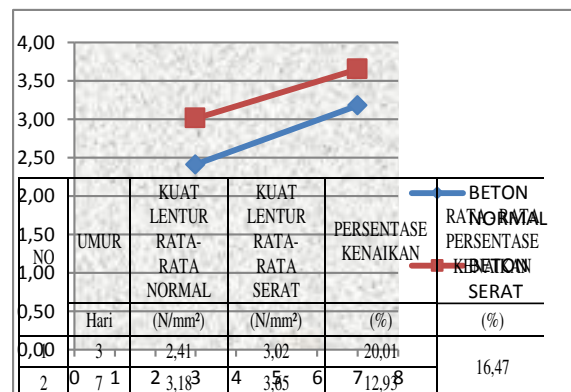 4,00
3,50
3,00
2,50
2,00
1,50
1,00
0,50
0,00
0 1 2 3 4 5 6 7 8
BETON NORMAL
BETON SERAT
NO
UMUR
KUAT
LENTUR
RATA-
RATA
NORMAL
KUAT
LENTUR
RATA-
RATA
SERAT
PERSENTASE
KENAIKAN
RATA - RATA
PERSENTASE
KENAIKAN
Hari (N/mm²) (N/mm²) (%) (%)
1 3 2,41 3,02 20,01
16,47
2 7 3,18 3,65 12,93